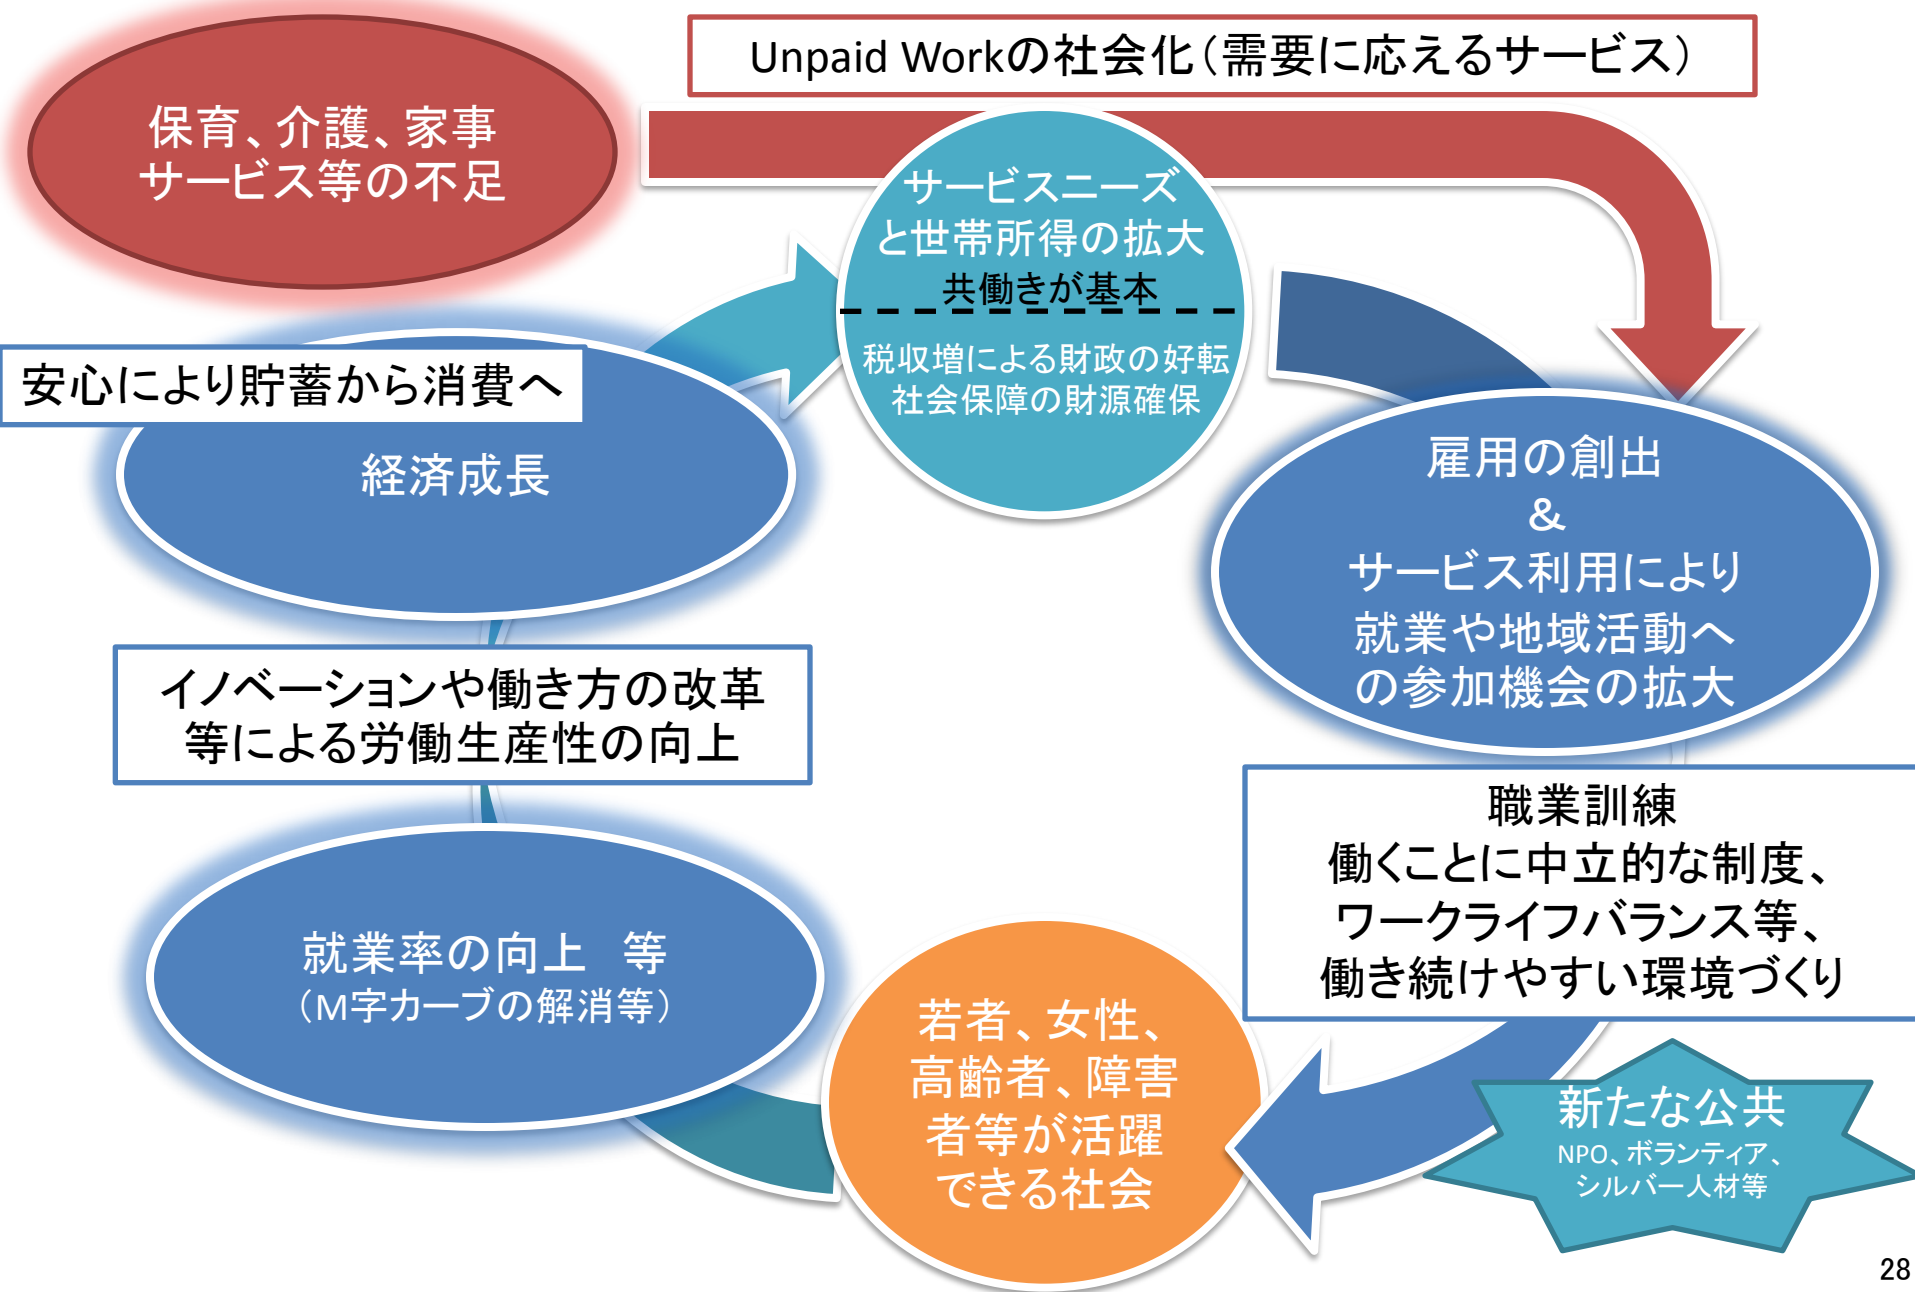 Unpaid Workの社会化（需要に応えるサービス）
保育、介護、家事
サービス等の不足
サービスニーズ
と世帯所得の拡大
共働きが基本
税収増による財政の好転
社会保障の財源確保
安心により貯蓄から消費へ
経済成長
雇用の創出
＆
サービス利用により
就業や地域活動へ
の参加機会の拡大
イノベーションや働き方の改革
等による労働生産性の向上
職業訓練
働くことに中立的な制度、
ワークライフバランス等、
働き続けやすい環境づくり
就業率の向上　等
（M字カーブの解消等）
若者、女性、
高齢者、障害
者等が活躍
できる社会
新たな公共
NPO、ボランティア、
シルバー人材等
28